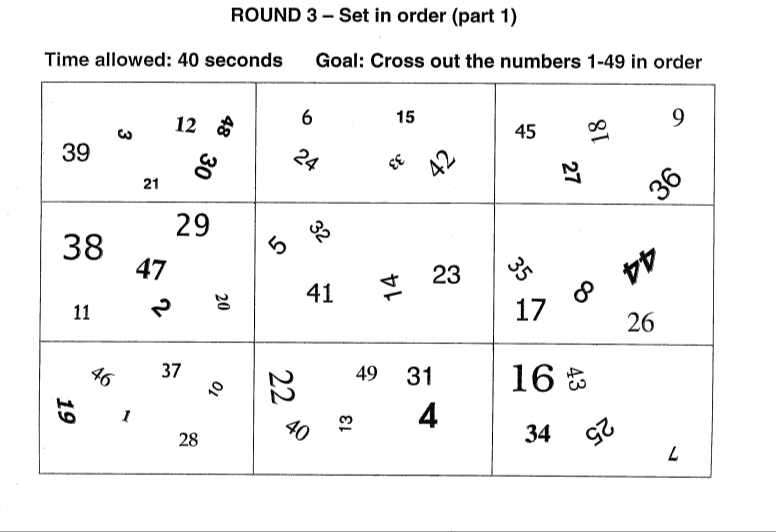 ROUND 3 – Set in order (part 1)
Time allowed: 40 seconds Goal: Cross out the numbers 1-49 in order
3 12 48
39 30
21
6 15
24 33 42
9
45 18
27 36
29
38
47
11 2 20
5 32
23
41 14
35 44
17 8
26
46 37 10
19 1
28
22 49 31
40 13 4
16 43
34 25
7